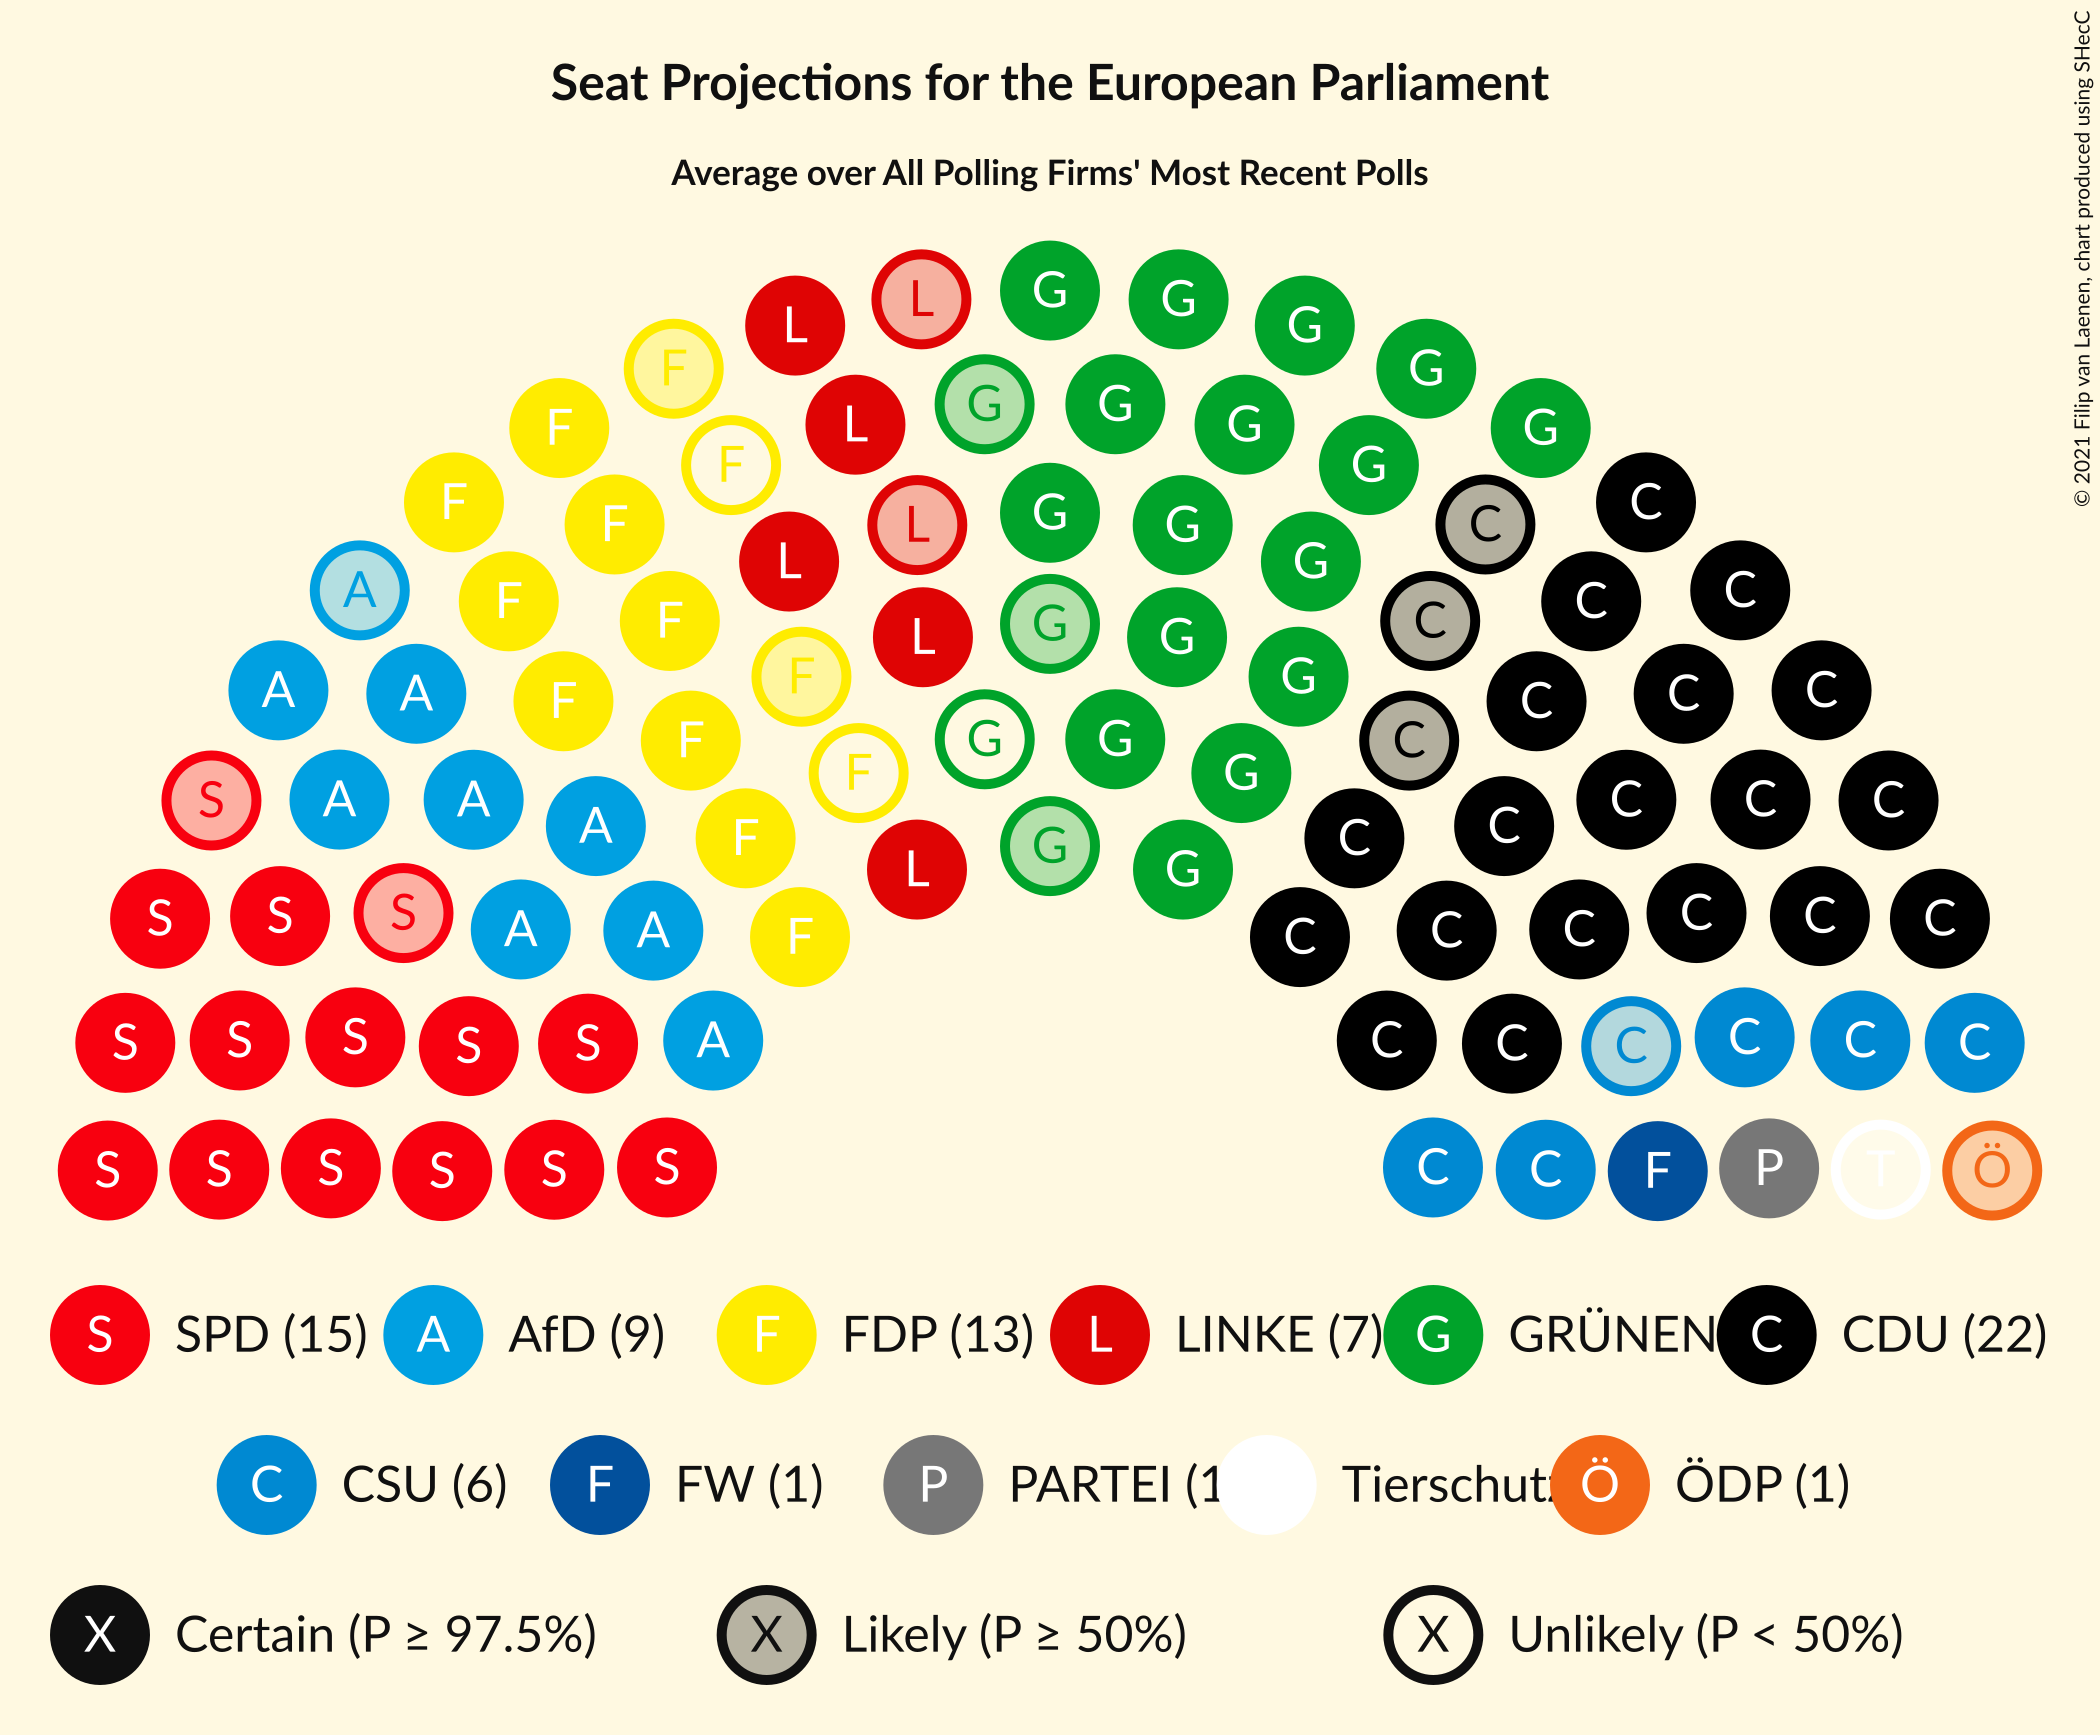 Seat Projections for the European Parliament
Average over All Polling Firms' Most Recent Polls
© 2021 Filip van Laenen, chart produced using SHecC
L G G G
L G
F G
F L G G G G
F G
F L G
F F L G G C C
A F F L G G G C C C
A A F F L G G C C C
F G C C
S A A A F F G G G C C C C C
S S S A A F L G G C C C C C C
S S S S S A C C C C C C
S S S S S S C C F P T Ö
S SPD (15) A AfD (9) F FDP (13) L LINKE (7) G GRÜNEN C CDU (22)
C CSU (6) F FW (1) P PARTEI (1 Tierschutz Ö ÖDP (1)
X Certain (P ≥ 97.5%) X Likely (P ≥ 50%) X Unlikely (P < 50%)